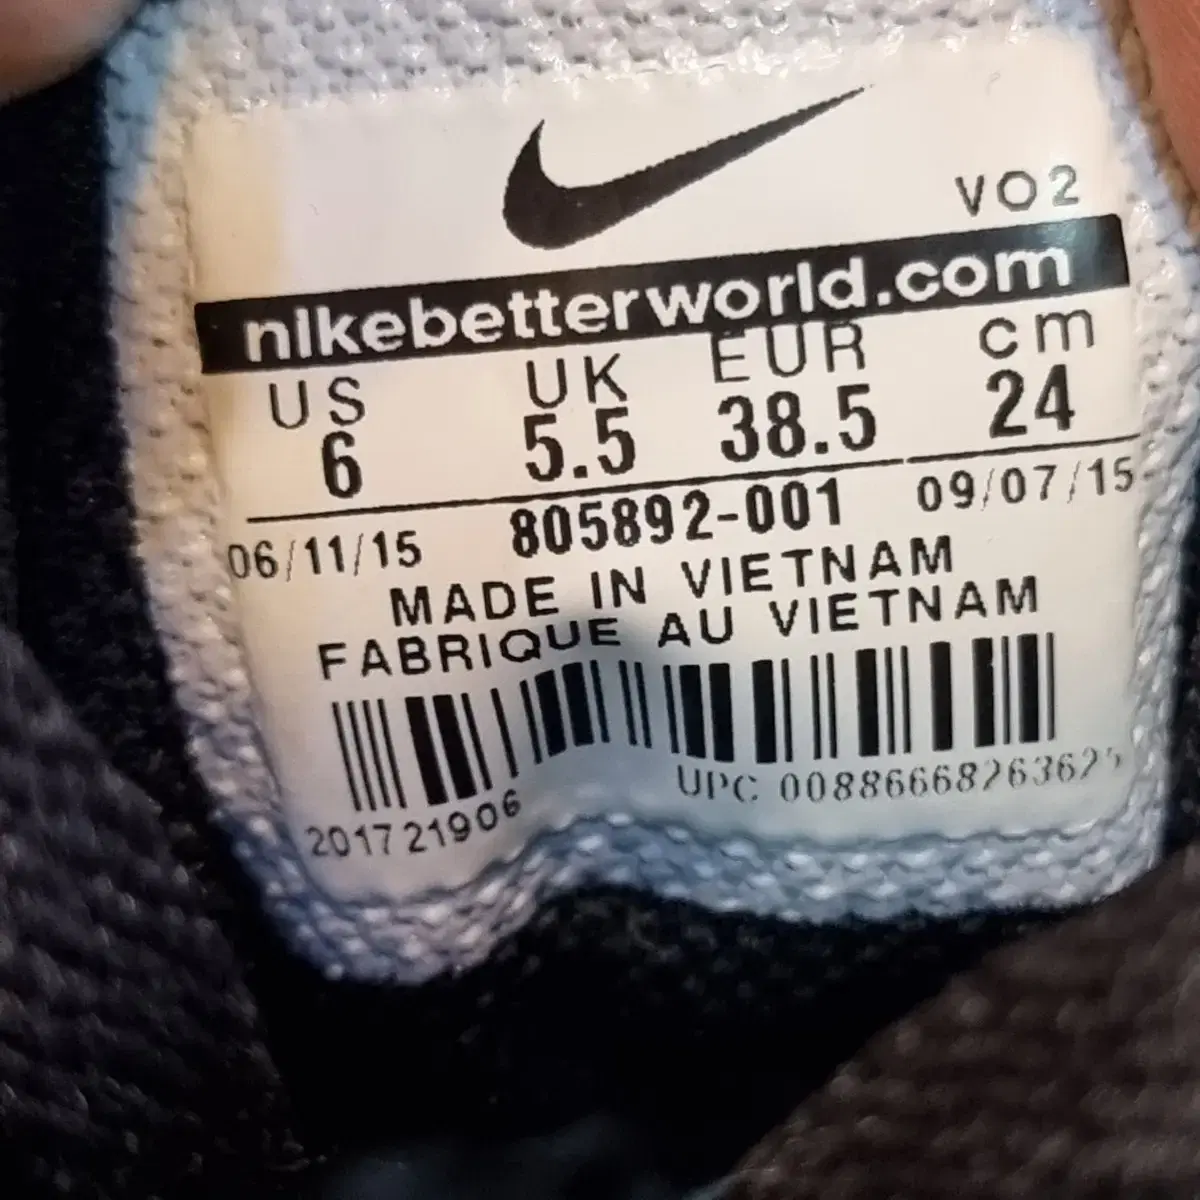 VO2
nikebetterworld.com
US UK EUR cm
6 5.5 38.5 24
06/11/15 805892-001 09/07/15
MADE IN VIETNAM
FABRIQUE AU VIETNAM
UPC 00886668263625
201721906